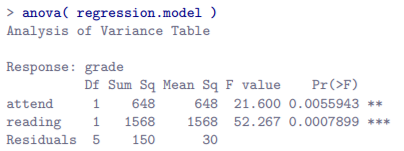 > anova( regression.model )
Analysis of Variance Table
Response: grade
Df Sum Sq Mean Sq F value Pr(>F)
attend 1 648 648 21.600 0.0055943 **
reading 1 1568 1568 52.267 0.0007899 ***
Residuals 5 150 30